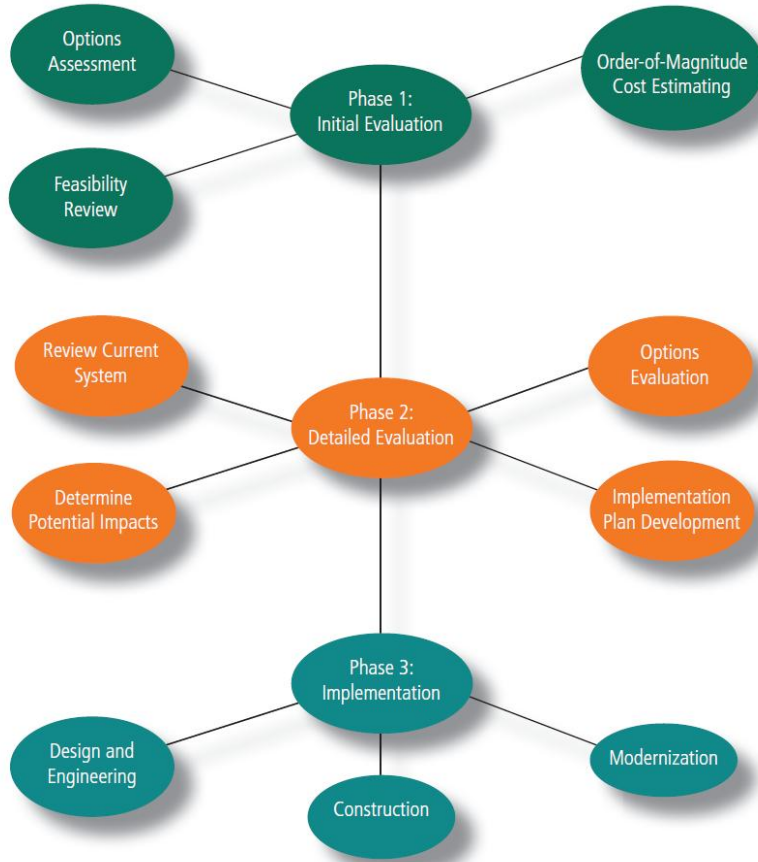 Options
Assessment
Phase 1:
Initial Evaluation
Order-of-Magnitude
Cost Estimating
Feasibility
Review
Review Current
System
Options
Evaluation
Phase 2:
Detailed Evaluation
Determine
Potential Impacts
Implementation
Plan Development
Phase 3:
Implementation
Design and
Engineering
Construction
Modernization